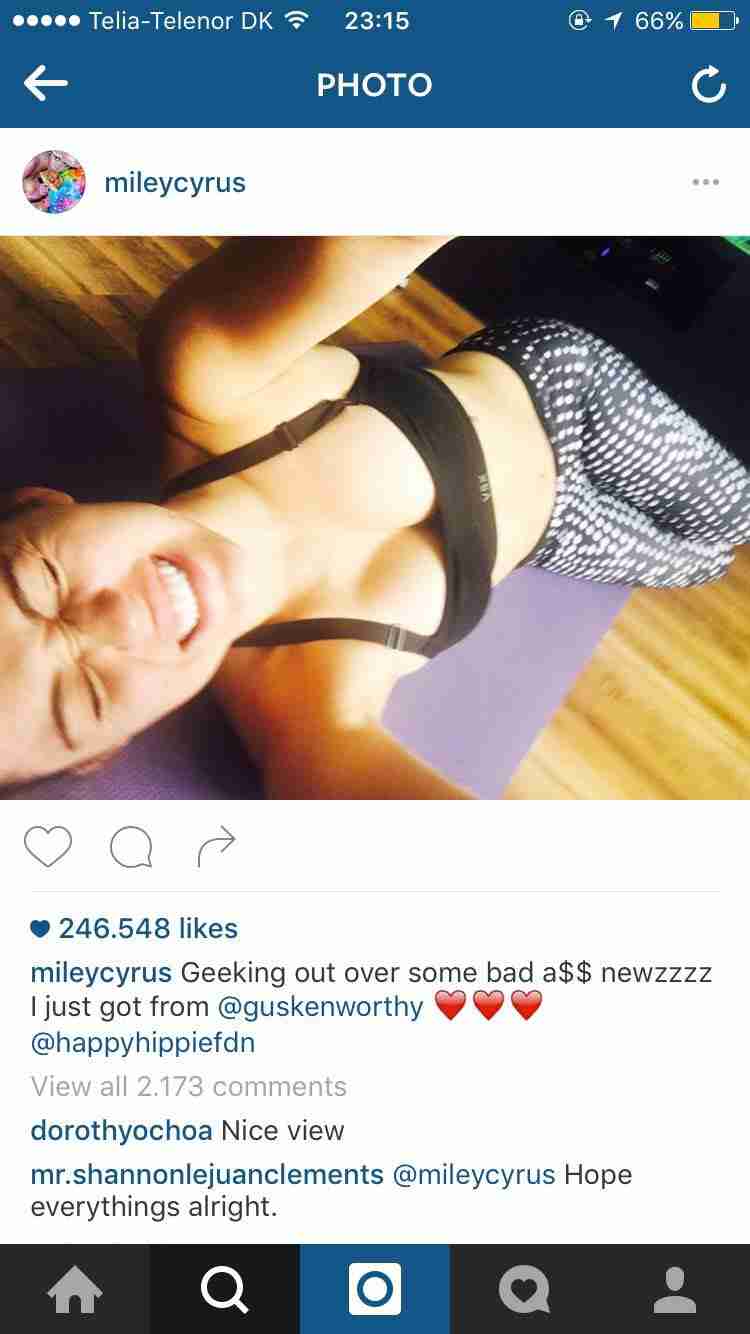 Telia-Telenor DK 23:15 66%
PHOTO
mileycyrus
246.548 likes
mileycyrus Geeking out over some bad a$$ newzzzz
I just got from @guskenworthy ❤️❤️❤️
@happyhippiefdn
View all 2.173 comments
dorothyochoa Nice view
mr.shannonlejuanclements @mileycyrus Hope
everythings alright.